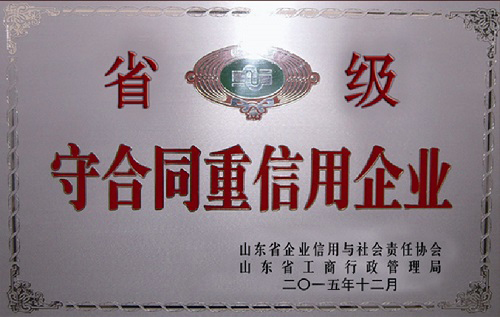 省级
守合同重信用企业
山东省企业信用与社会责任协会
山东省工商行政管理局
二〇一五年十二月